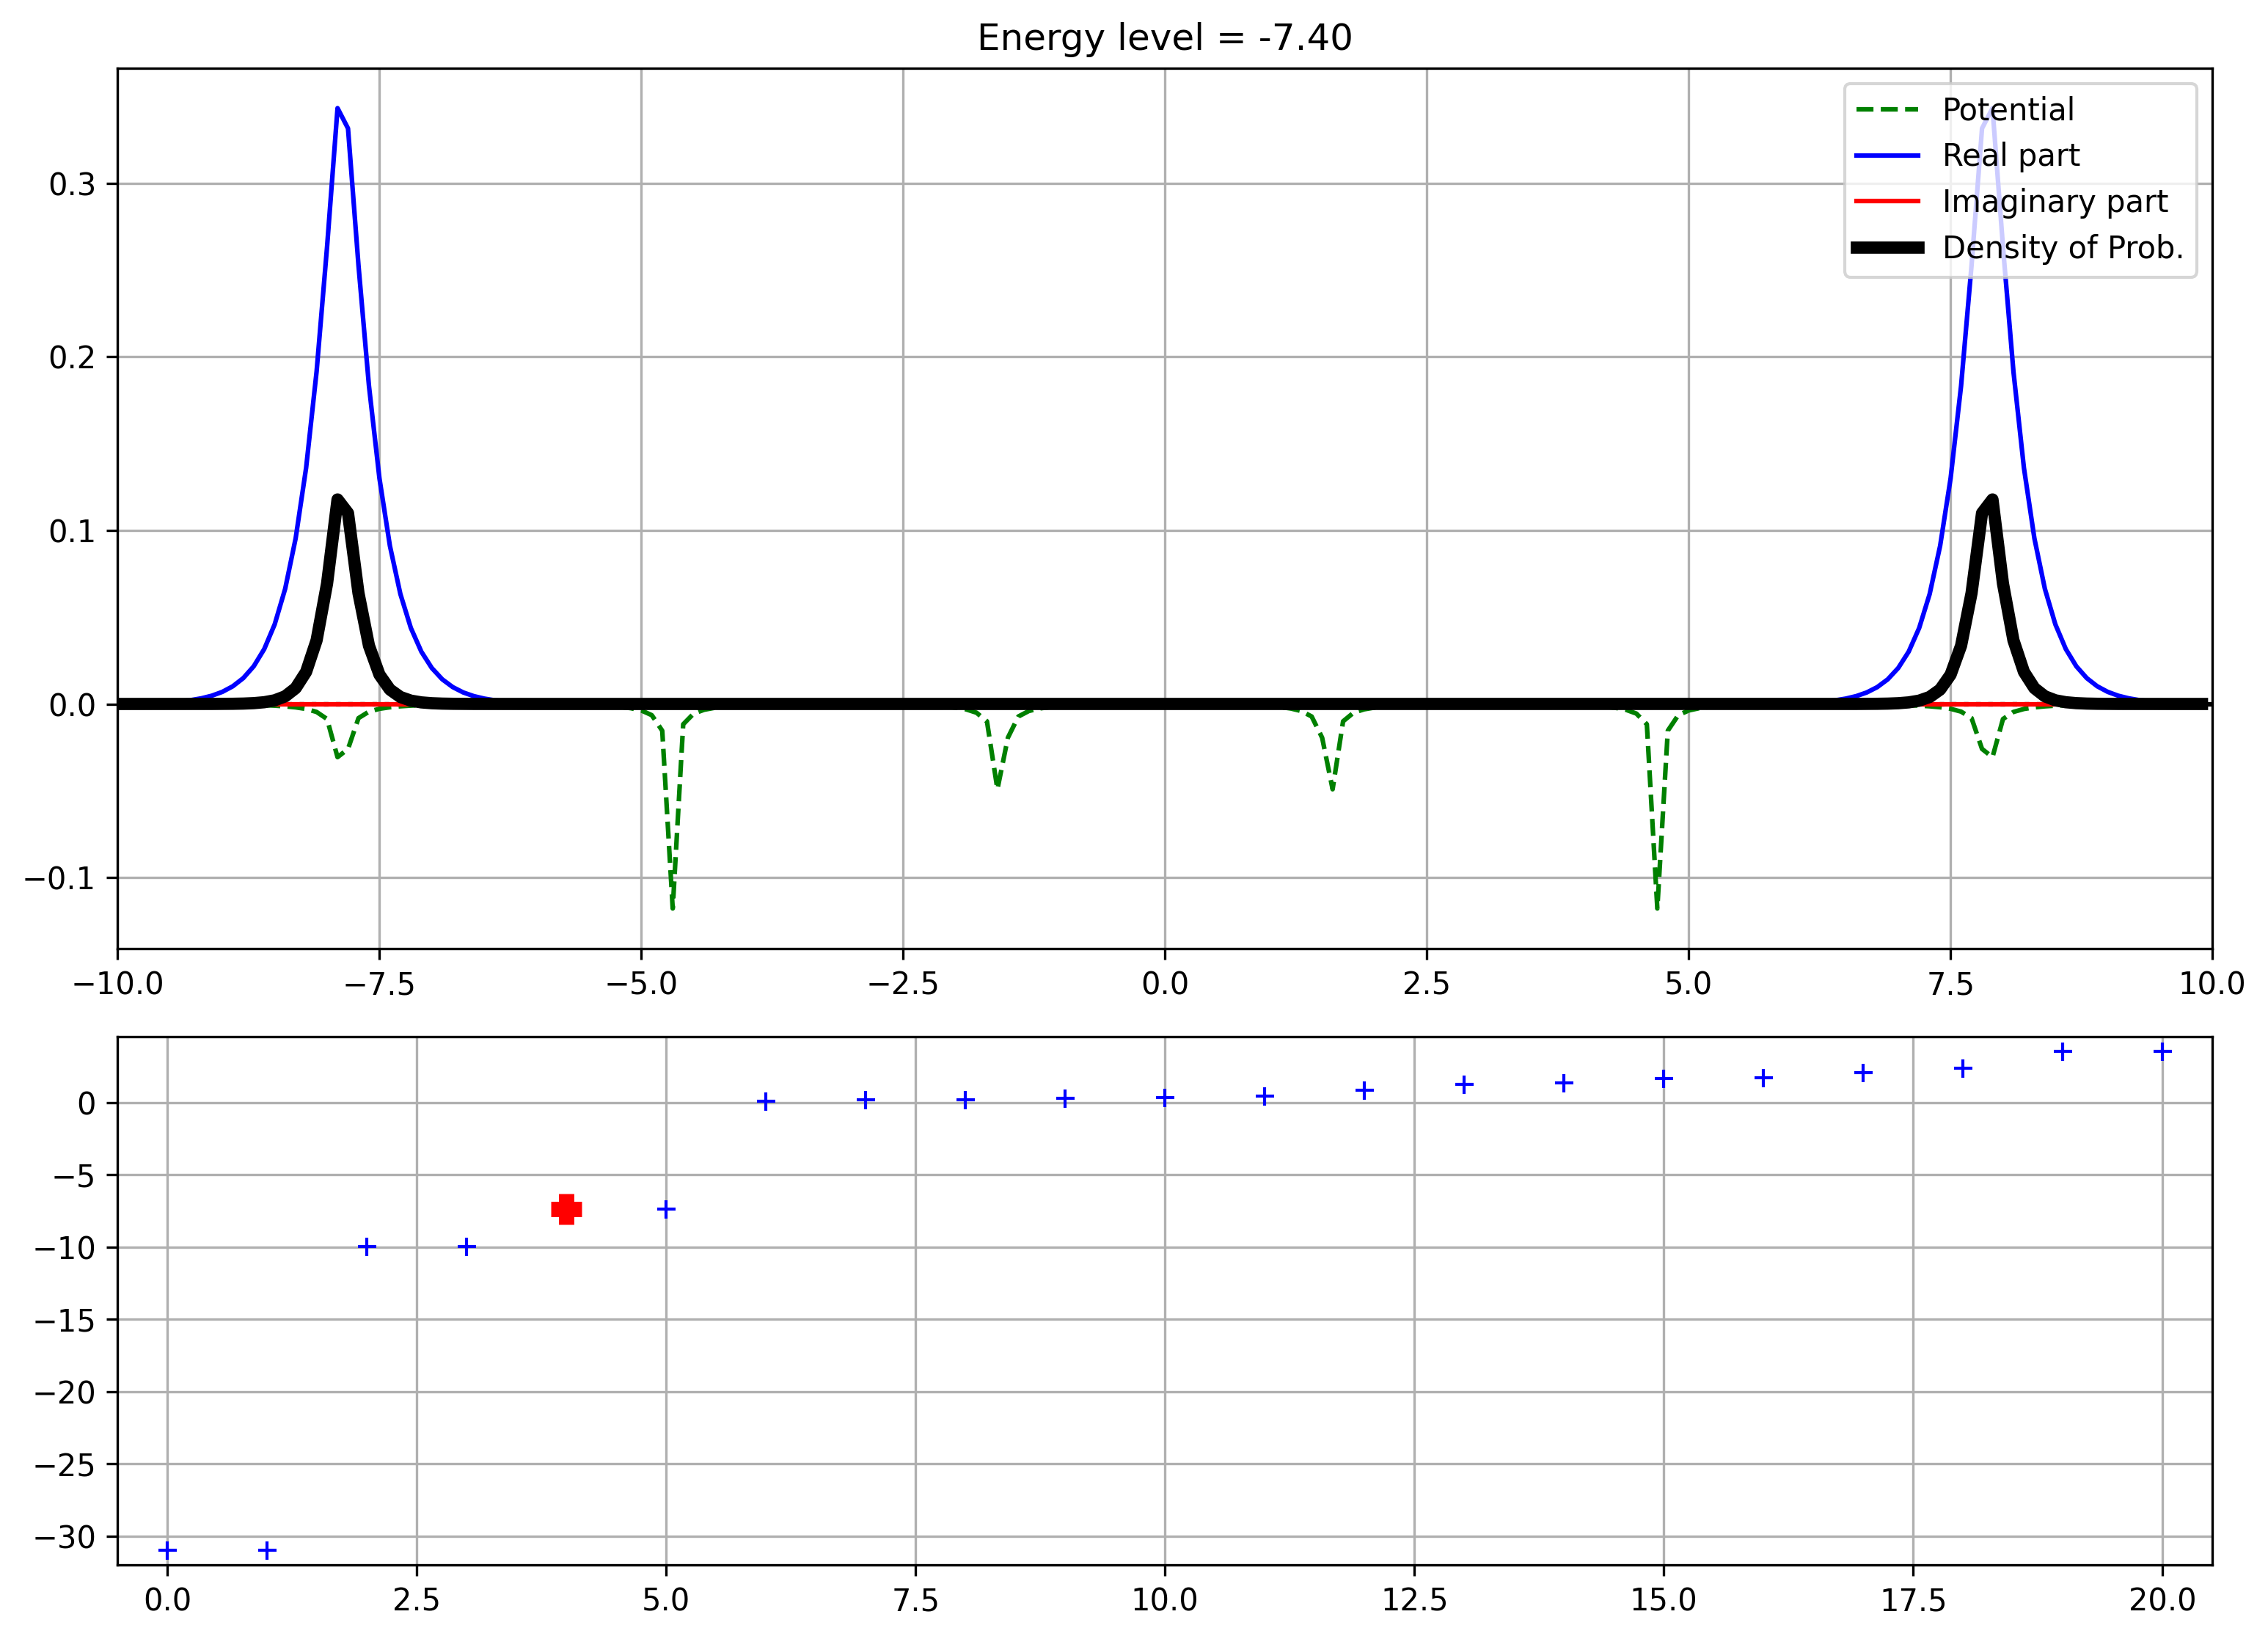 Energy level = -7.40
Potential
Real part
Imaginary part
Density of Prob.
0.3
0.2
0.1
0.0
−0.1
−10.0 −7.5 −5.0 −2.5 0.0 2.5 5.0 7.5 10.0
0
−5
−10
−15
−20
−25
−30
0.0 2.5 5.0 7.5 10.0 12.5 15.0 17.5 20.0